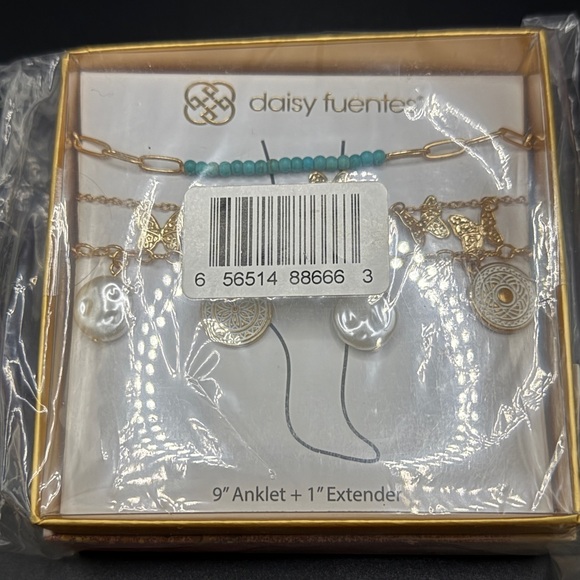 daisy fuentes
6 56514 88666 3
9” Anklet + 1” Extender